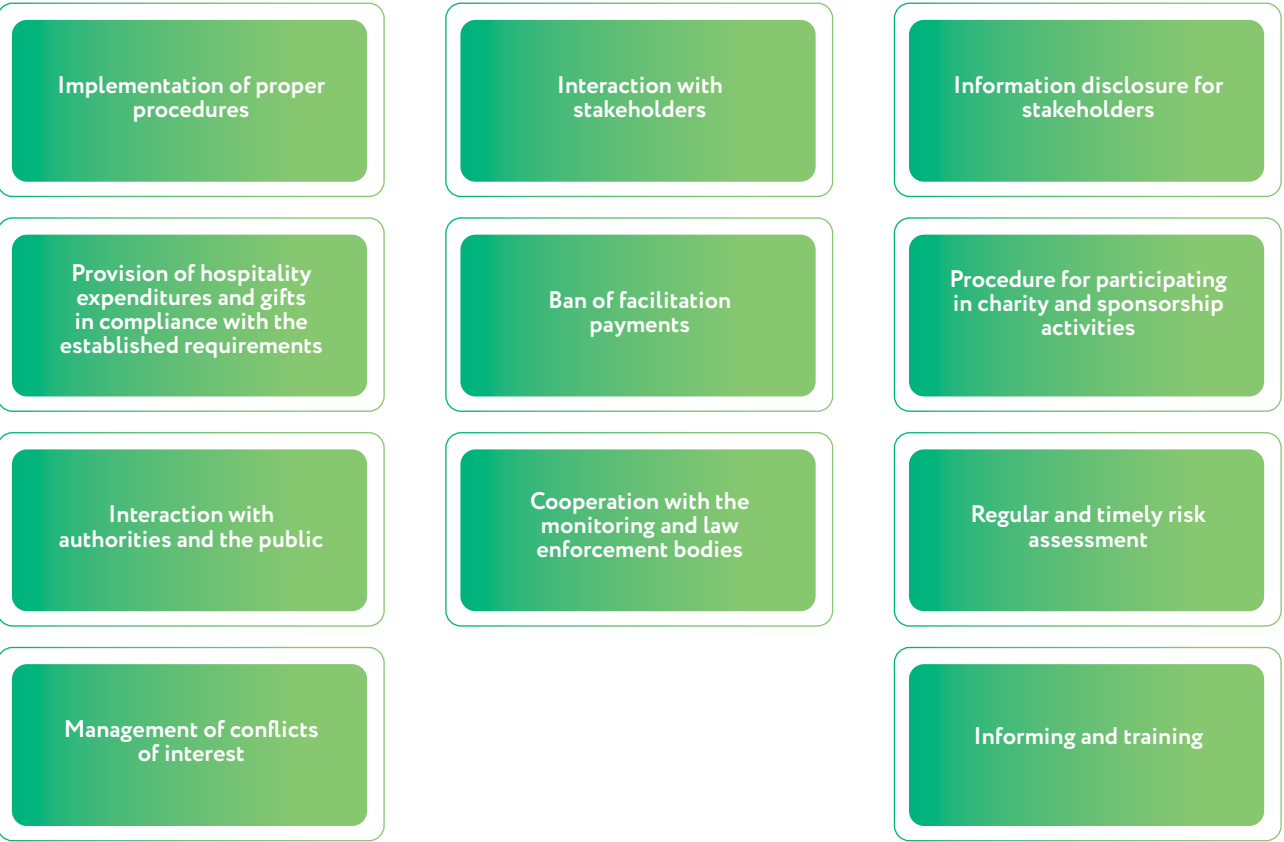 Implementation of proper
procedures
Interaction with
stakeholders
Information disclosure for
stakeholders
Provision of hospitality
expenditures and gifts
in compliance with the
established requirements
Ban of facilitation
payments
Procedure for participating
in charity and sponsorship
activities
Interaction with
authorities and the public
Cooperation with the
monitoring and law
enforcement bodies
Regular and timely risk
assessment
Management of conflicts
of interest
Informing and training